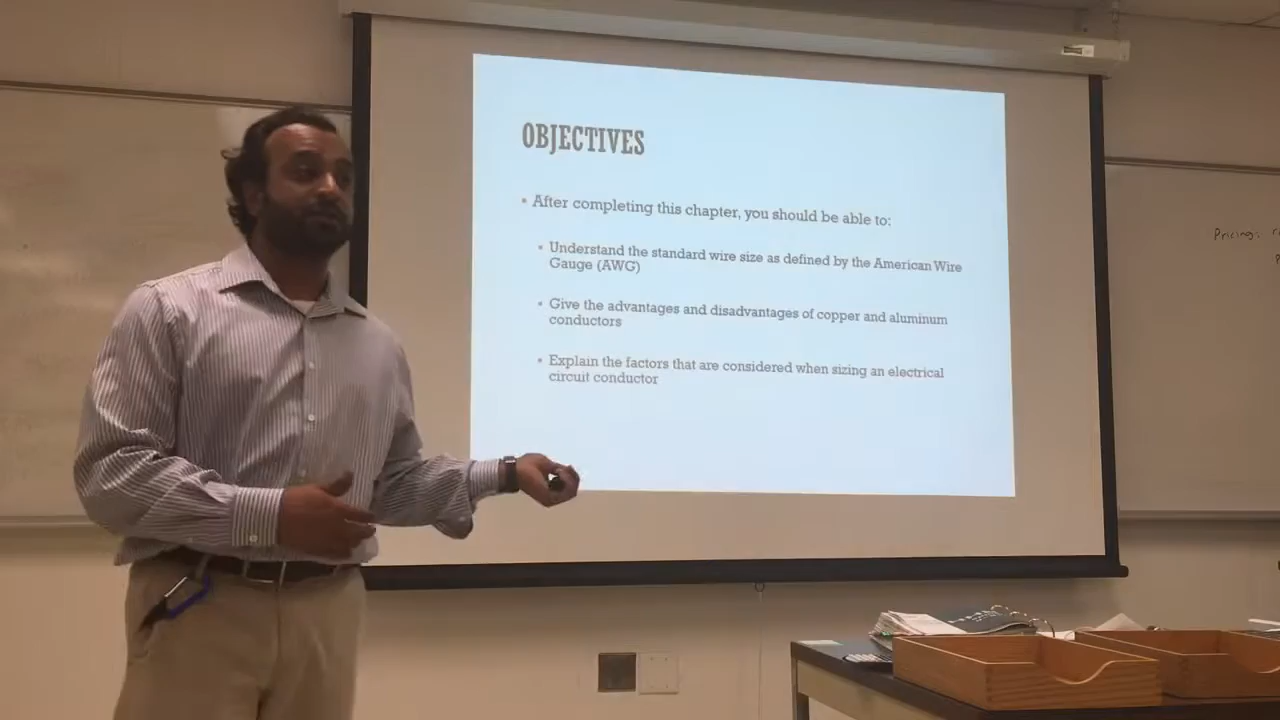 OBJECTIVES
• After completing this chapter, you should be able to:
• Understand the standard wire size as defined by the American Wire
Gauge (AWG)
• Give the advantages and disadvantages of copper and aluminum
conductors
• Explain the factors that are considered when sizing an electrical
circuit conductor
Pricing: